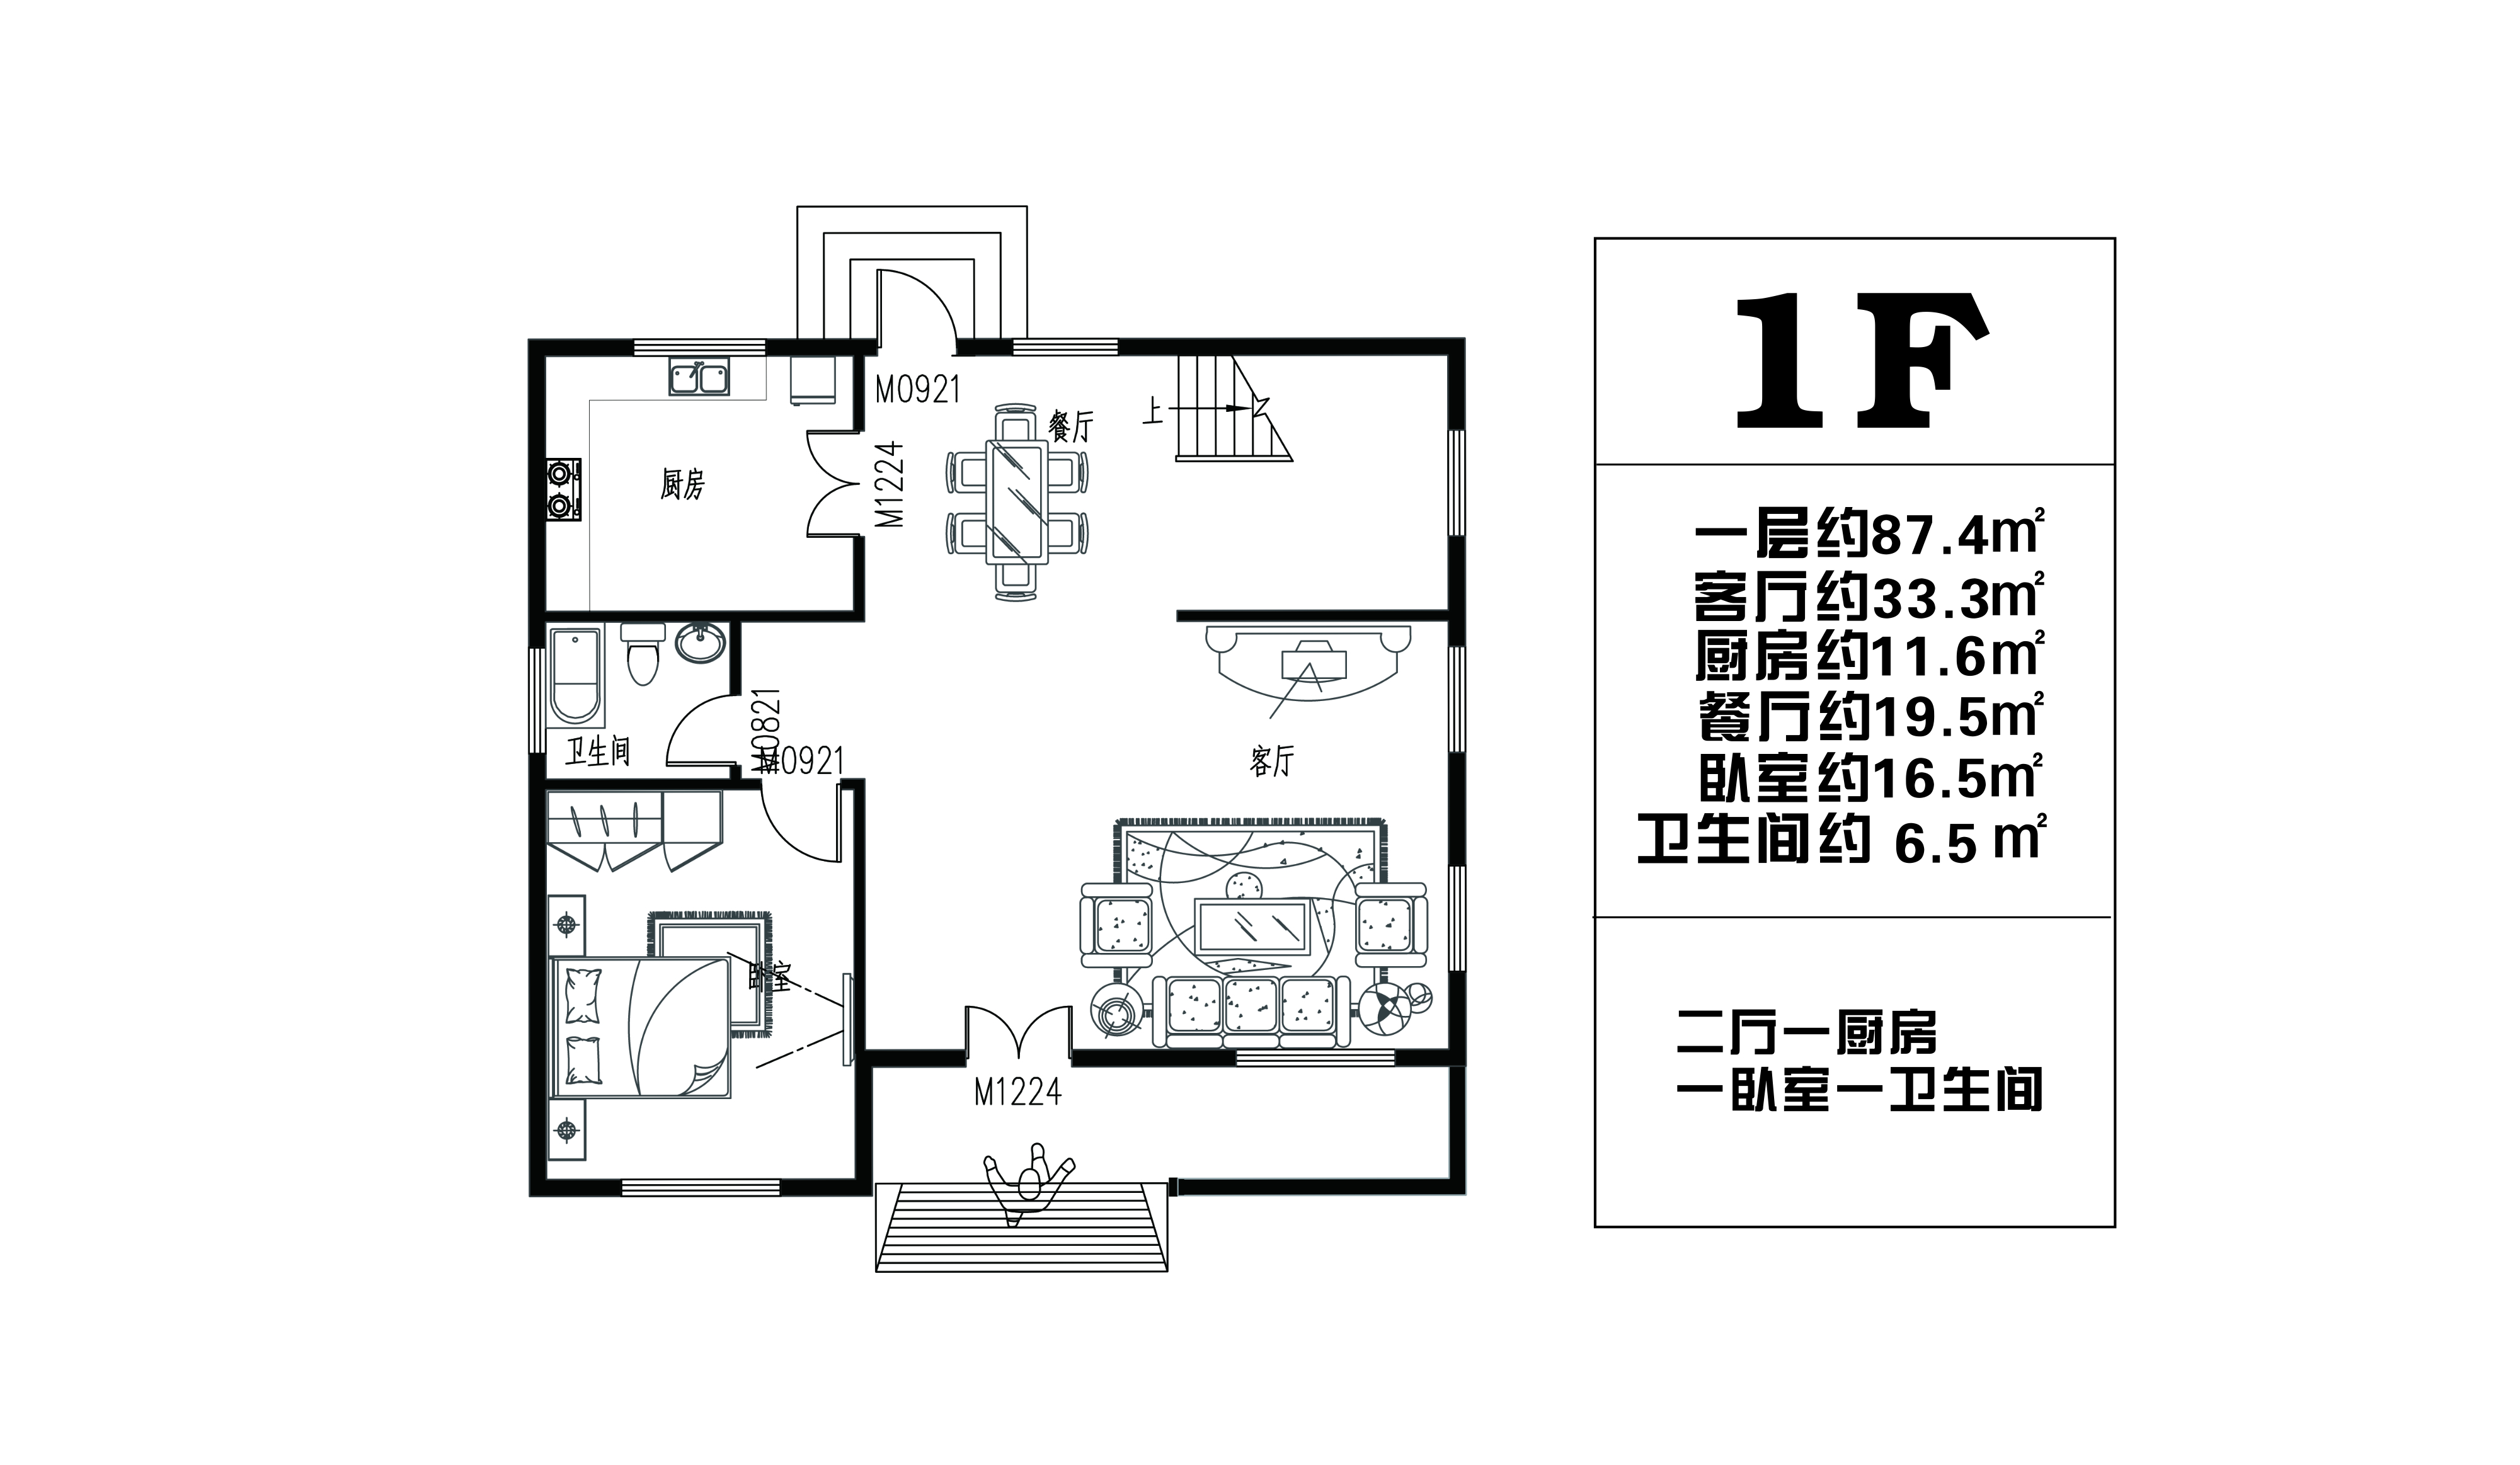 M0921
餐厅
上
M1224
厨房
M0821
卫生间
M0921
客厅
卧室
M1224
1F
一层约87.4m²
客厅约33.3m²
厨房约11.6m²
餐厅约19.5m²
卧室约16.5m²
卫生间约 6.5 m²
二厅一厨房
一卧室一卫生间